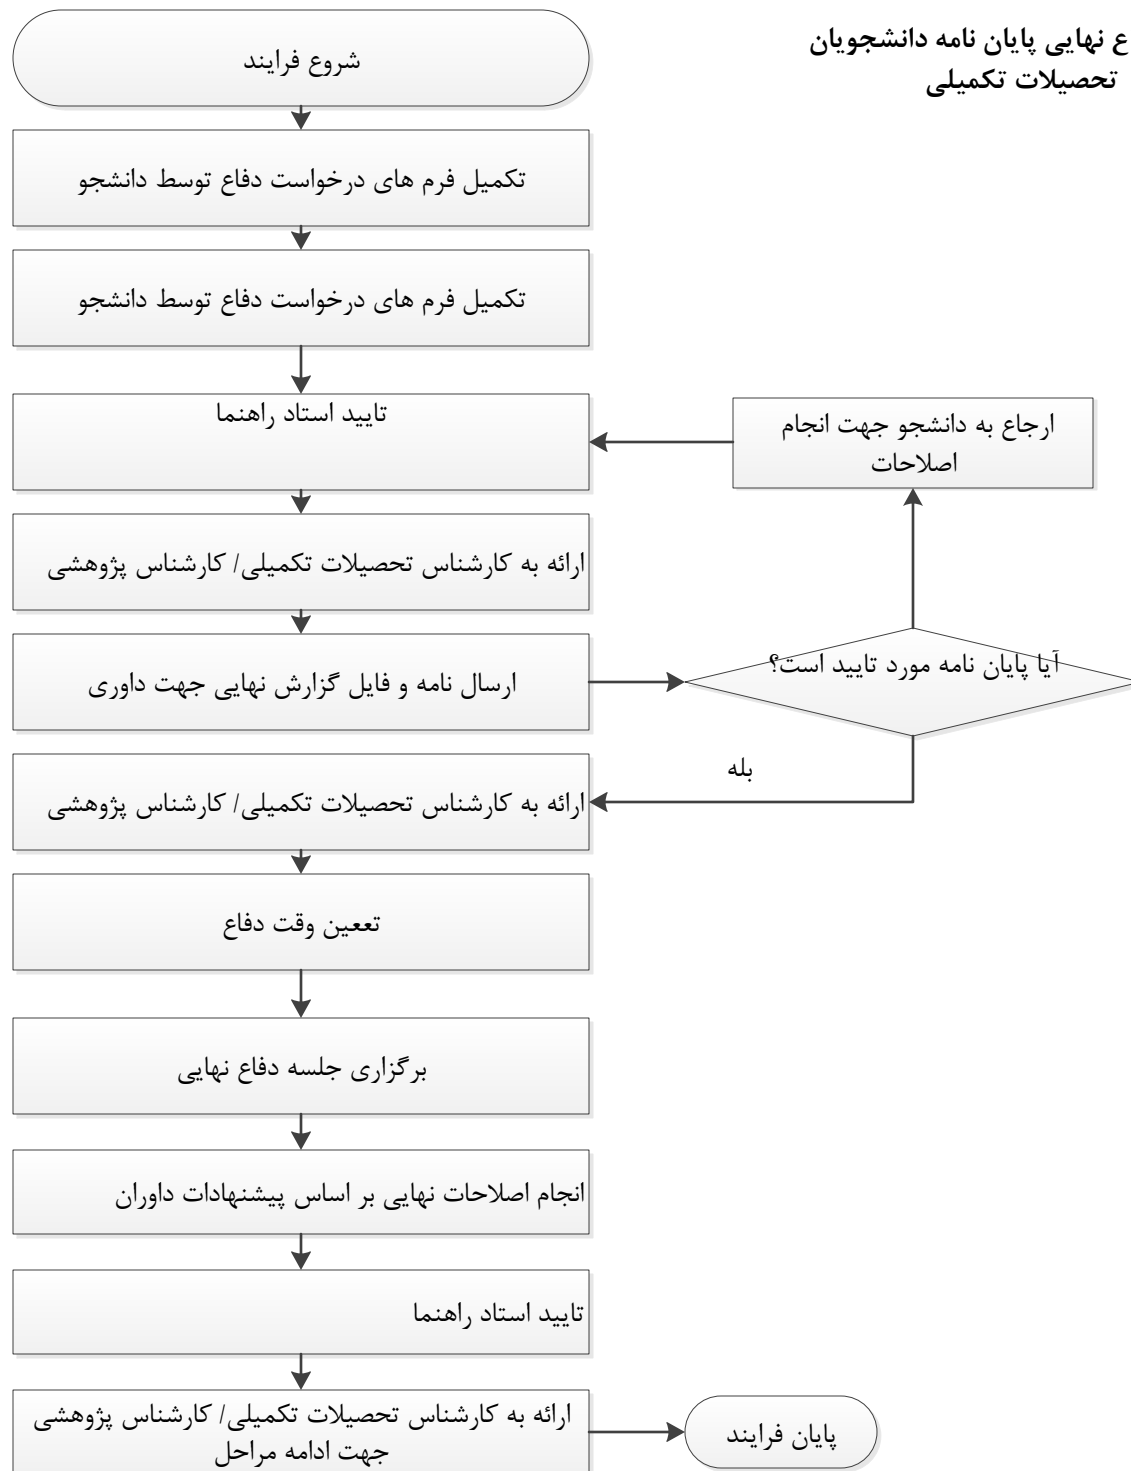 ع نهایی پایان نامه دانشجویان
تحصیلات تکمیلی
شروع فرایند
تکمیل فرم های درخواست دفاع توسط دانشجو
تکمیل فرم های درخواست دفاع توسط دانشجو
تایید استاد راهنما
ارجاع به دانشجو جهت انجام
اصلاحات
ارائه به کارشناس تحصیلات تکمیلی/ کارشناس پژوهشی
ارسال نامه و فایل گزارش نهایی جهت داوری
آیا پایان نامه مورد تایید است؟
بله
ارائه به کارشناس تحصیلات تکمیلی/ کارشناس پژوهشی
تععین وقت دفاع
برگزاری جلسه دفاع نهایی
انجام اصلاحات نهایی بر اساس پیشنهادات داوران
تایید استاد راهنما
ارائه به کارشناس تحصیلات تکمیلی/ کارشناس پژوهشی
جهت ادامه مراحل
پایان فرایند